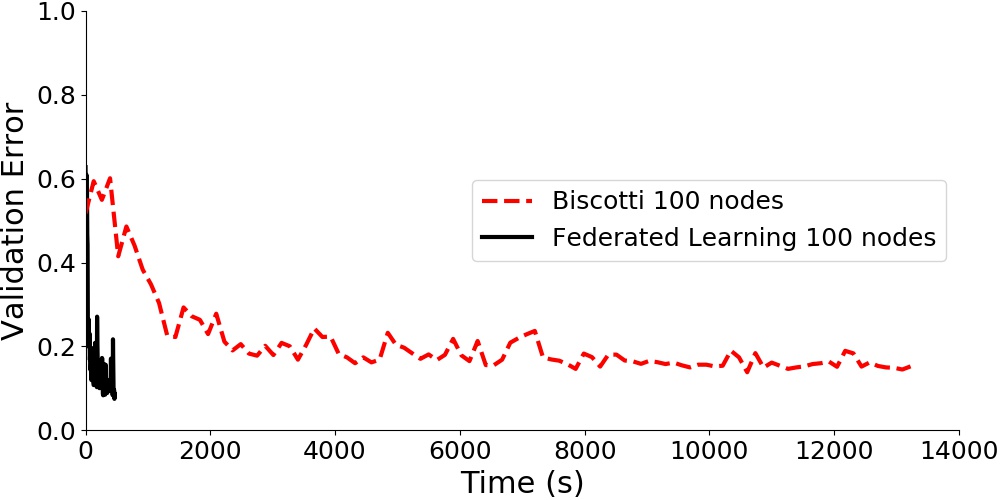 1.0
0.8
0.6
0.4
0.2
0.0
Validation Error
Biscotti 100 nodes
Federated Learning 100 nodes
0 2000 4000 6000 8000 10000 12000 14000
Time (s)